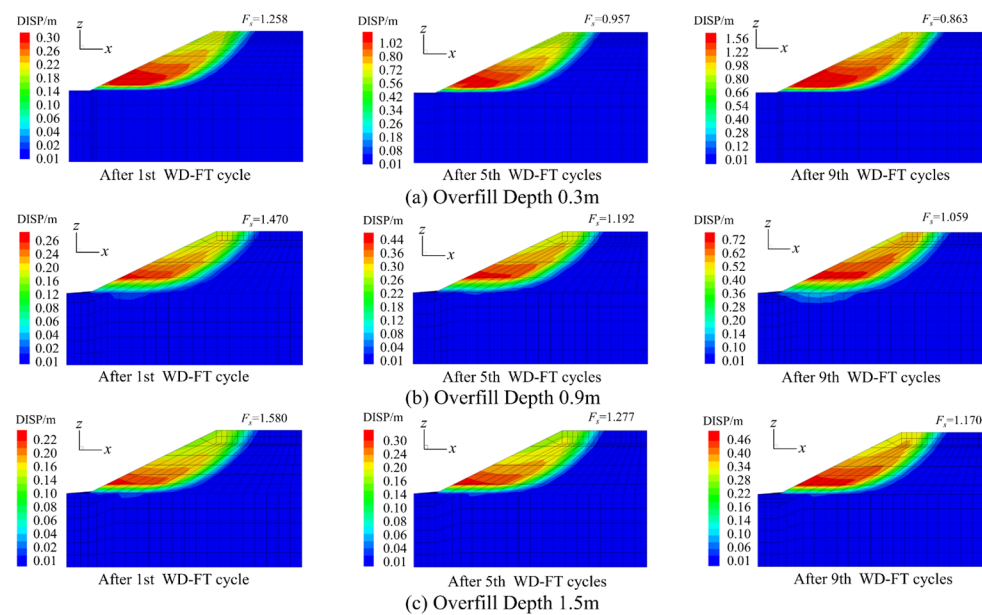 DISP/m
0.30
0.26
0.22
0.18
0.14
0.10
0.06
0.04
0.02
0.01
z
x
Fs=1.258
After 1st WD-FT cycle
DISP/m
1.02
0.80
0.72
0.56
0.42
0.34
0.26
0.16
0.08
0.01
z
x
Fs=0.957
After 5th WD-FT cycles
DISP/m
1.56
1.22
0.98
0.66
0.54
0.40
0.28
0.12
0.01
z
x
Fs=0.863
After 9th WD-FT cycles
(a) Overfill Depth 0.3m
DISP/m
0.26
0.24
0.20
0.16
0.12
0.08
0.06
0.04
0.02
0.01
z
x
Fs=1.470
After 1st WD-FT cycle
DISP/m
0.44
0.36
0.30
0.26
0.22
0.18
0.12
0.08
0.04
0.01
z
x
Fs=1.192
After 5th WD-FT cycles
DISP/m
0.72
0.62
0.52
0.44
0.36
0.30
0.24
0.14
0.10
0.01
z
x
Fs=1.059
After 9th WD-FT cycles
(b) Overfill Depth 0.9m
DISP/m
0.22
0.20
0.16
0.14
0.10
0.08
0.06
0.04
0.02
0.01
z
x
Fs=1.580
After 1st WD-FT cycle
DISP/m
0.30
0.24
0.20
0.16
0.14
0.10
0.08
0.06
0.04
0.01
z
x
Fs=1.277
After 5th WD-FT cycles
DISP/m
0.46
0.40
0.34
0.28
0.22
0.16
0.10
0.06
0.01
z
x
Fs=1.170
After 9th WD-FT cycles
(c) Overfill Depth 1.5m